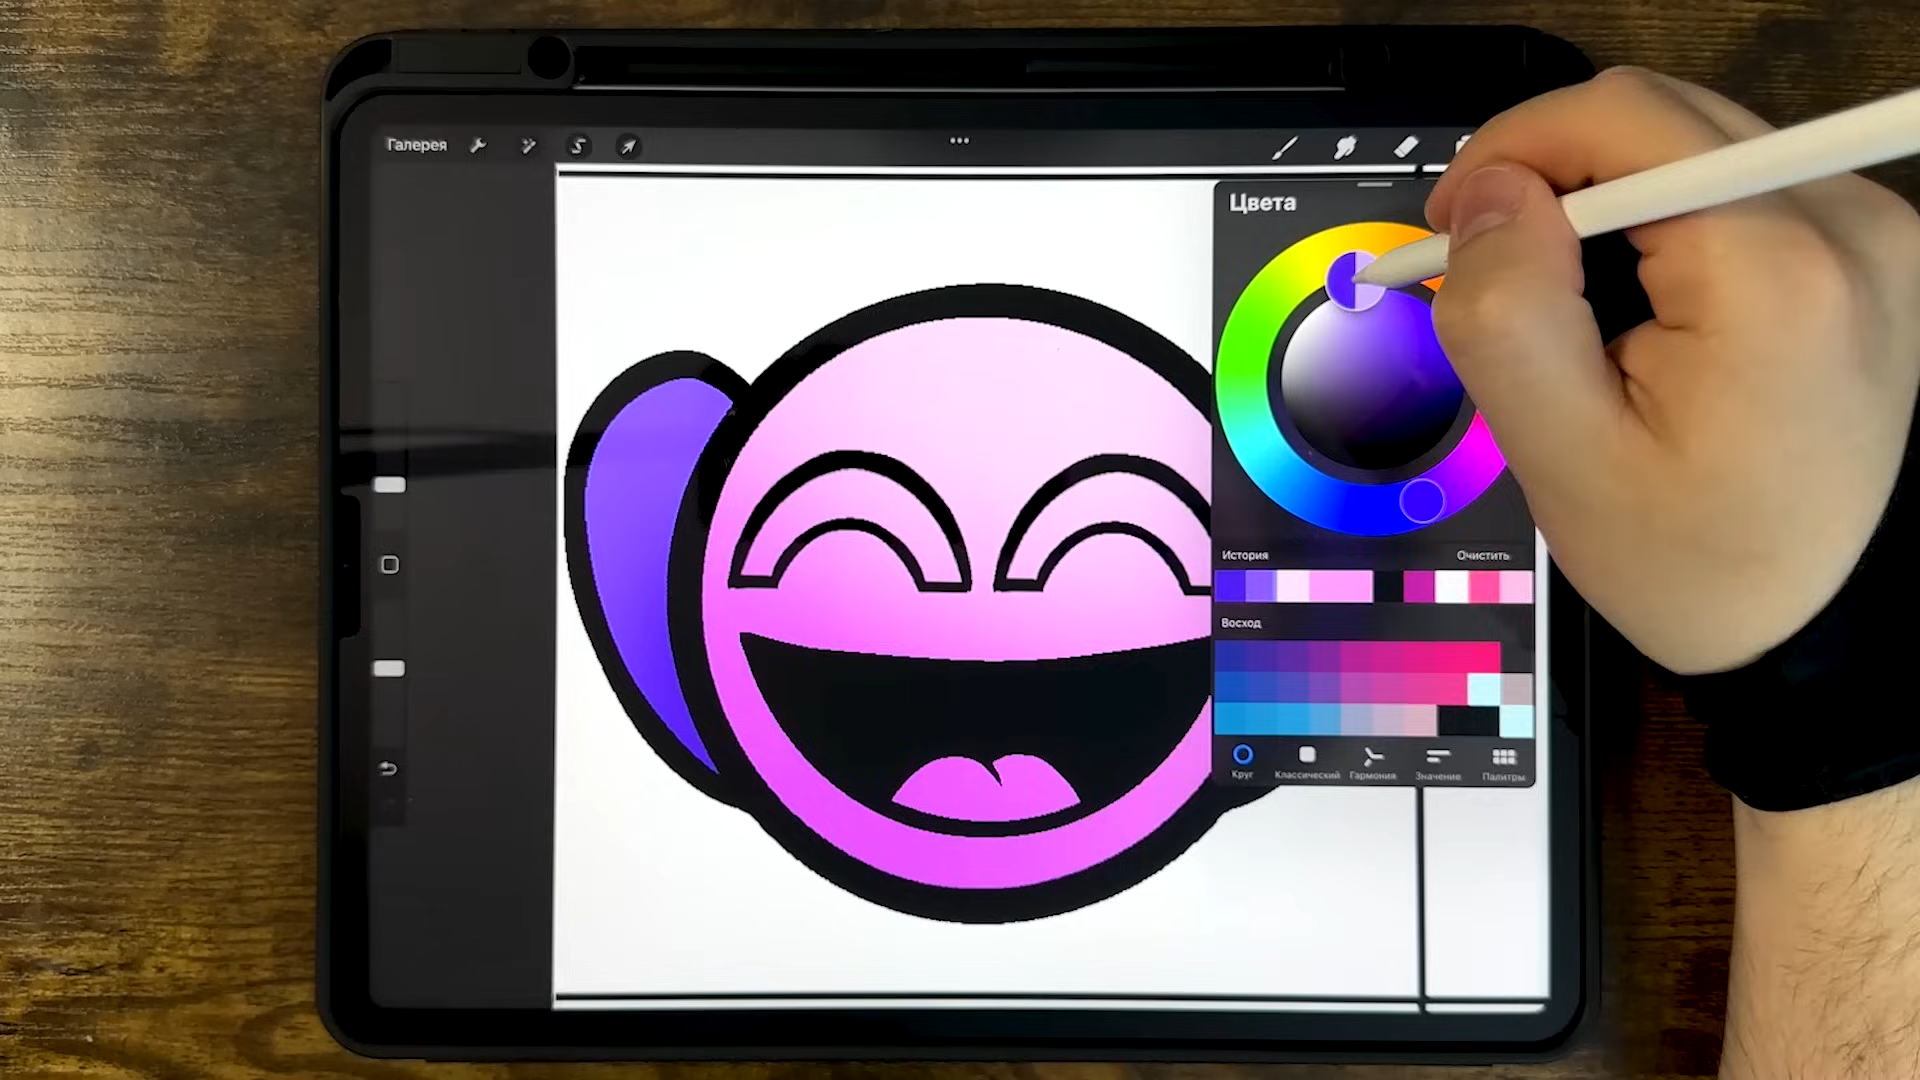 Галерея
Цвета
История Очистить
Восход
Круг Классический Гармония Значение Палитры